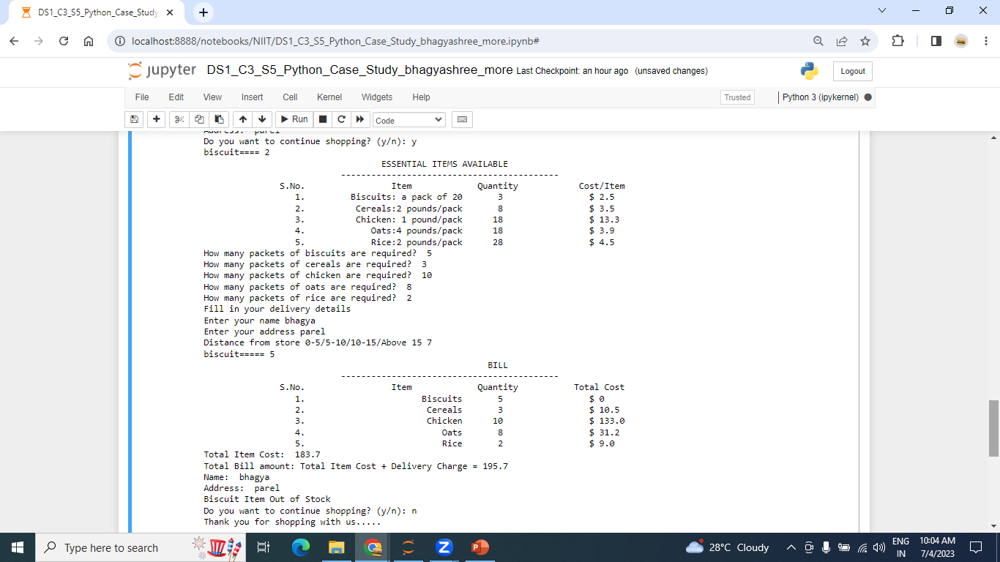 DS1_C3_S5_Python_Case_Study
localhost:8888/notebooks/NIIT/DS1_C3_S5_Python_Case_Study_bhagyashree_more.ipynb#
jupyter DS1_C3_S5_Python_Case_Study_bhagyashree_more Last Checkpoint: an hour ago (unsaved changes) Logout
File Edit View Insert Cell Kernel Widgets Help Trusted Python 3 (ipykernel)
Run Code
Address: parel
Do you want to continue shopping? (y/n): y
biscuit==== 2
ESSENTIAL ITEMS AVAILABLE
-------------------------------------------
S.No. Item Quantity Cost/Item
1. Biscuits: a pack of 20 3 $ 2.5
2. Cereals:2 pounds/pack 8 $ 3.5
3. Chicken: 1 pound/pack 18 $ 13.3
4. Oats:4 pounds/pack 18 $ 3.9
5. Rice:2 pounds/pack 28 $ 4.5
How many packets of biscuits are required? 5
How many packets of cereals are required? 3
How many packets of chicken are required? 10
How many packets of oats are required? 8
How many packets of rice are required? 2
Fill in your delivery details
Enter your name bhagya
Enter your address parel
Distance from store 0-5/5-10/10-15/Above 15 7
biscuit===== 5
BILL
-------------------------------------------
S.No. Item Quantity Total Cost
1. Biscuits 5 $ 0
2. Cereals 3 $ 10.5
3. Chicken 10 $ 133.0
4. Oats 8 $ 31.2
5. Rice 2 $ 9.0
Total Item Cost: 183.7
Total Bill amount: Total Item Cost + Delivery Charge = 195.7
Name: bhagya
Address: parel
Biscuit Item Out of Stock
Do you want to continue shopping? (y/n): n
Thank you for shopping with us.....
Type here to search
28°C Cloudy
ENG
IN
10:04 AM
7/4/2023